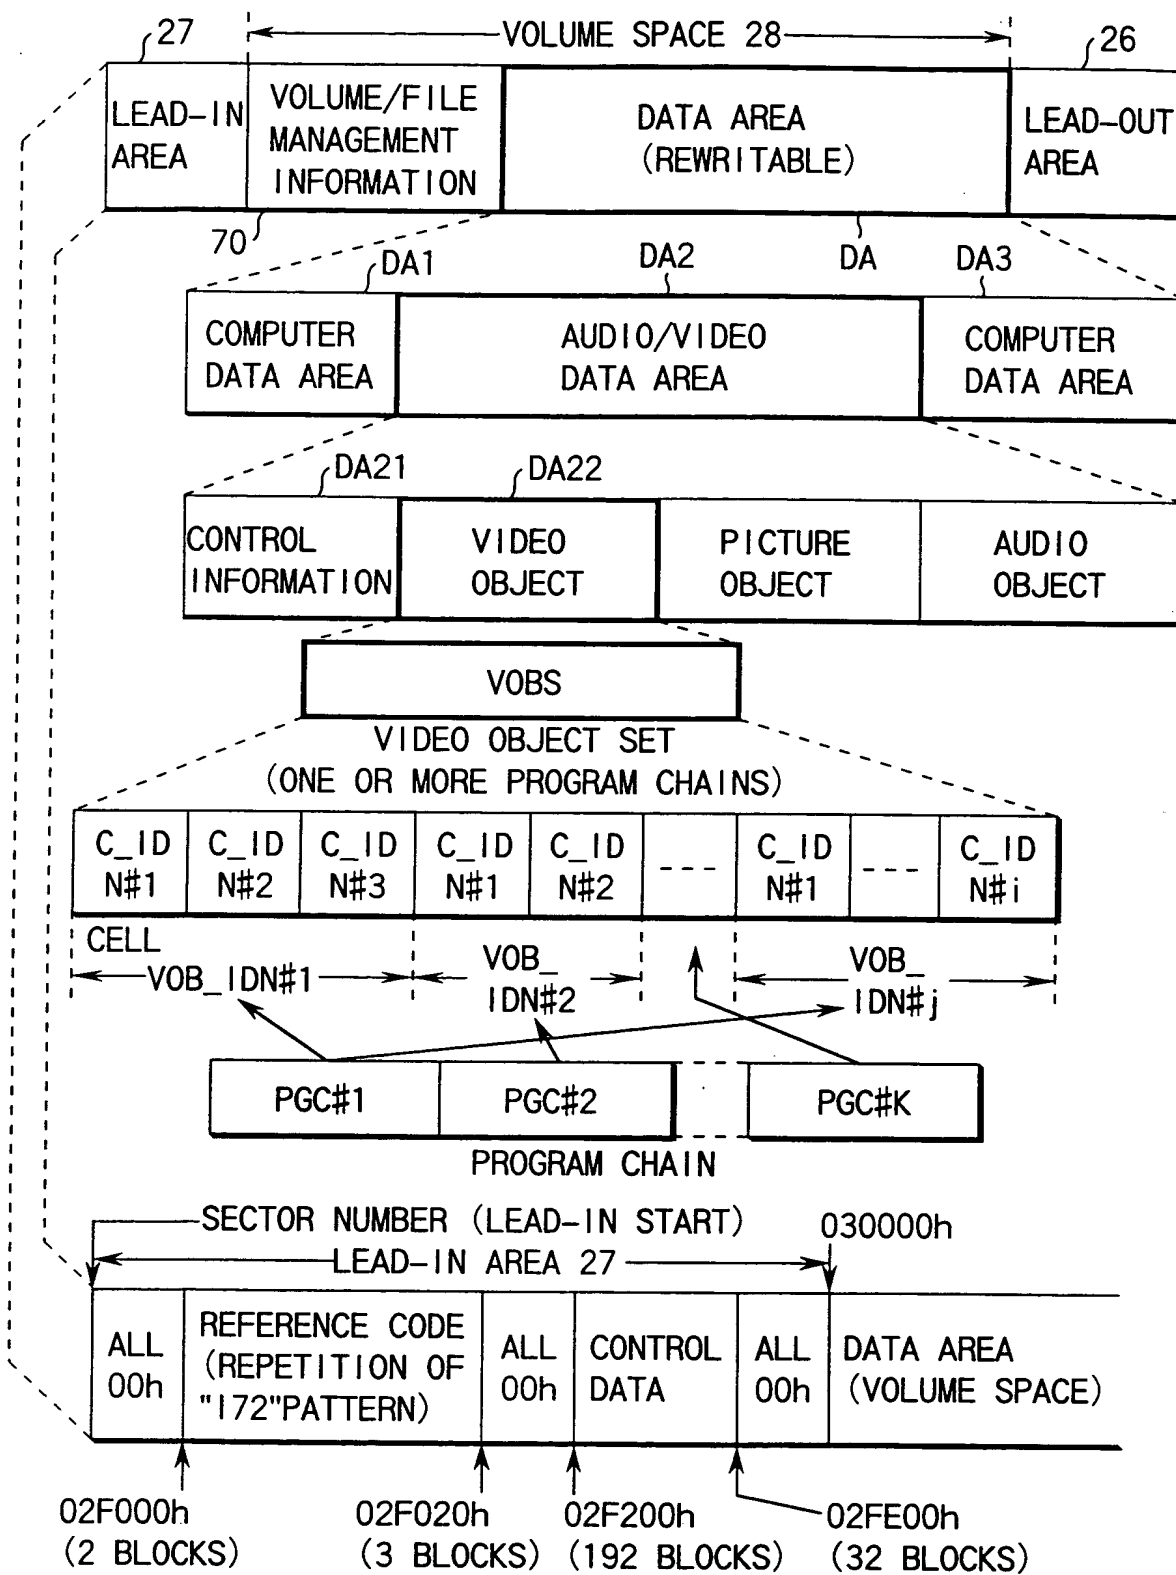 27
VOLUME SPACE 28
26
LEAD-IN
AREA
VOLUME/FILE
MANAGEMENT
INFORMATION
DATA AREA
(REWRITABLE)
LEAD-OUT
AREA
70
DA
DA1
DA2
DA3
COMPUTER
DATA AREA
AUDIO/VIDEO
DATA AREA
COMPUTER
DATA AREA
DA21
DA22
CONTROL
INFORMATION
VIDEO
OBJECT
PICTURE
OBJECT
AUDIO
OBJECT
VOBS
VIDEO OBJECT SET
(ONE OR MORE PROGRAM CHAINS)
C_ID
N#1
C_ID
N#2
C_ID
N#3
C_ID
N#1
C_ID
N#2
----
C_ID
N#1
----
C_ID
N#i
CELL
VOB_IDN#1
VOB_
IDN#2
VOB_
IDN#j
PGC#1
PGC#2
PGC#K
PROGRAM CHAIN
SECTOR NUMBER (LEAD-IN START)
030000h
LEAD-IN AREA 27
ALL
00h
REFERENCE CODE
(REPETITION OF
"172"PATTERN)
ALL
00h
CONTROL
DATA
ALL
00h
DATA AREA
(VOLUME SPACE)
02F000h
(2 BLOCKS)
02F020h
(3 BLOCKS)
02F200h
(192 BLOCKS)
02FE00h
(32 BLOCKS)